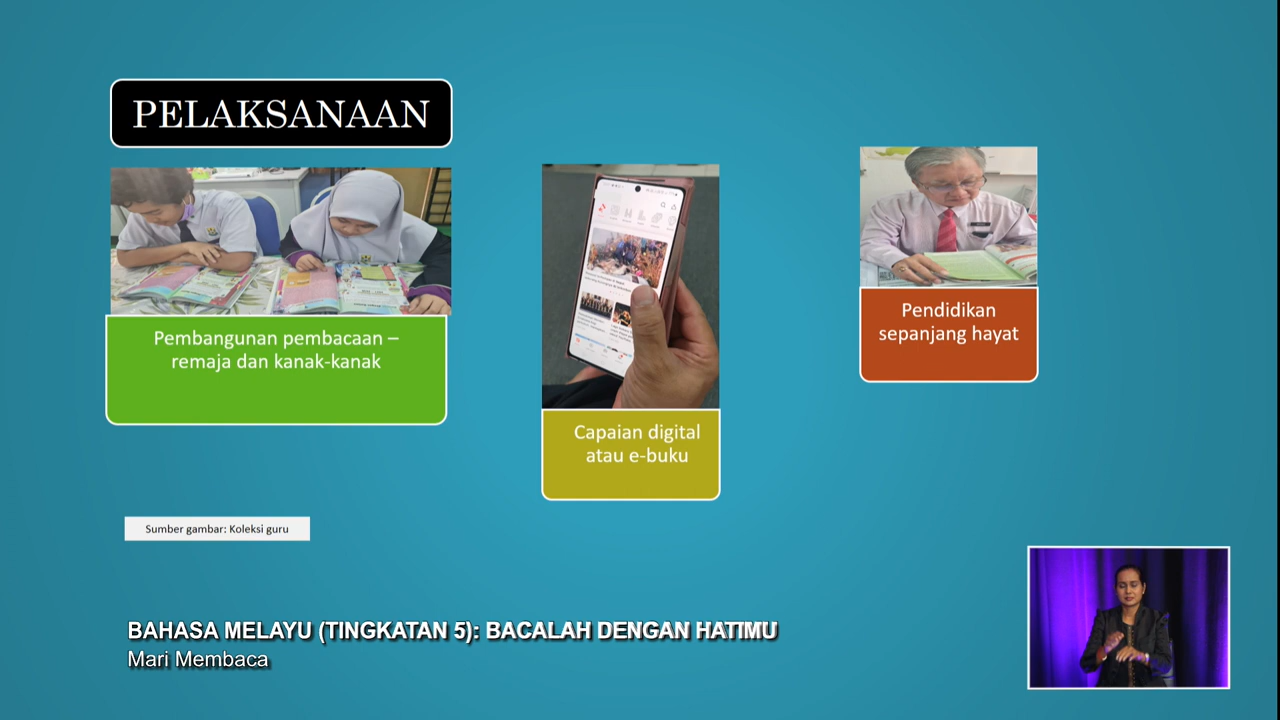 PELAKSANAAN
Pembangunan pembacaan –
remaja dan kanak-kanak
Capaian digital
atau e-buku
Pendidikan
sepanjang hayat
Sumber gambar: Koleksi guru
BAHASA MELAYU (TINGKATAN 5): BACALAH DENGAN HATIMU
Mari Membaca